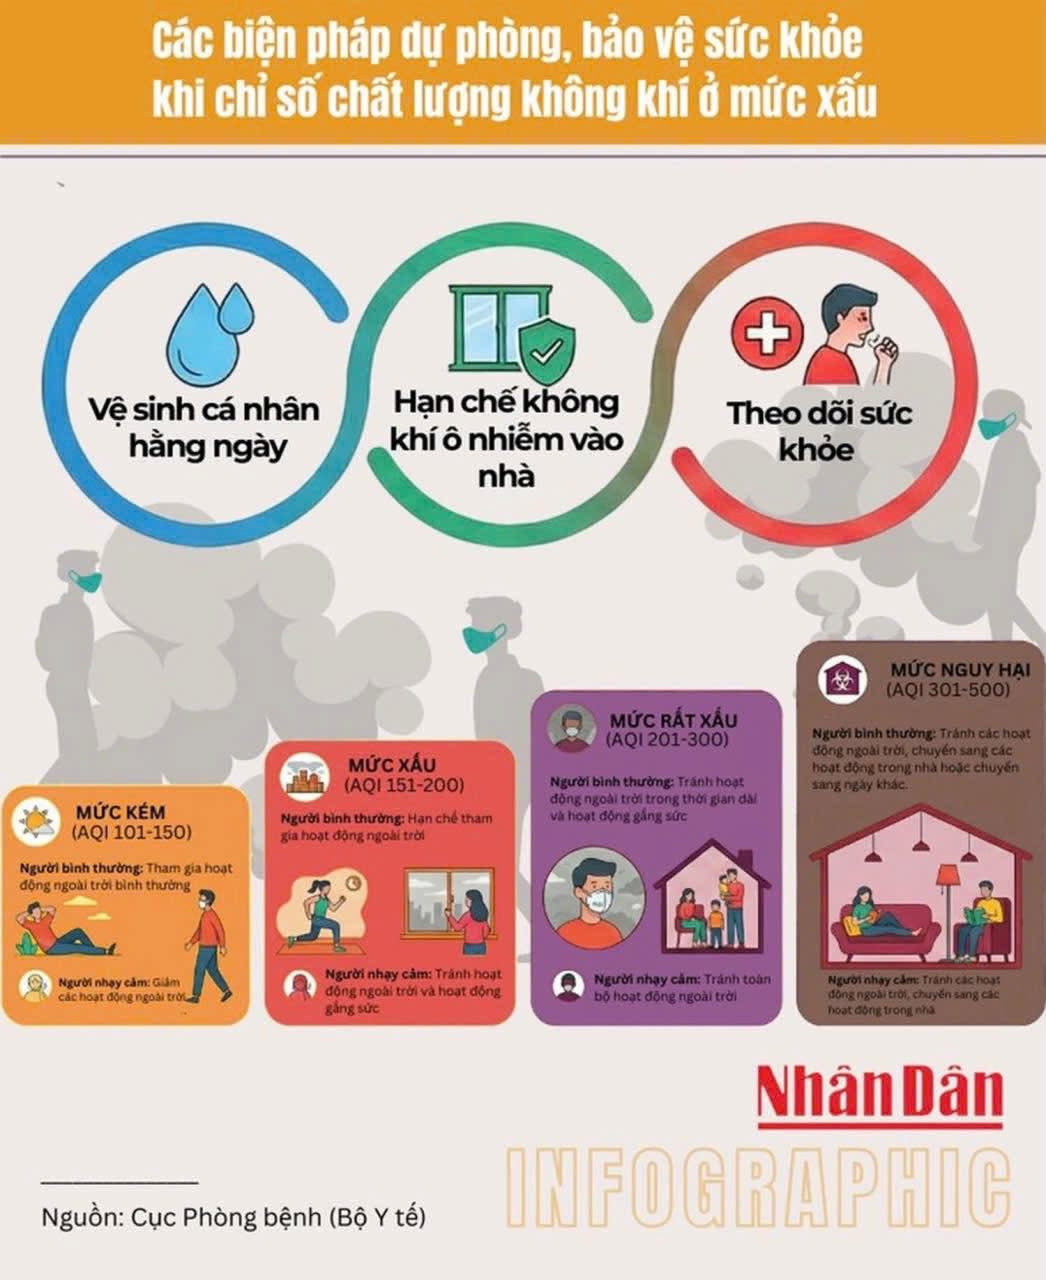 Các biện pháp dự phòng, bảo vệ sức khỏe
khi chỉ số chất lượng không khí ở mức xấu
Vệ sinh cá nhân
hằng ngày
Hạn chế không
khí ô nhiễm vào
nhà
Theo dõi sức
khỏe
MỨC KÉM
(AQI 101-150)
Người bình thường: Tham gia hoạt
động ngoài trời bình thường
Người nhạy cảm: Giảm
các hoạt động ngoài trời
MỨC XẤU
(AQI 151-200)
Người bình thường: Hạn chế tham
gia hoạt động ngoài trời
Người nhạy cảm: Tránh hoạt
động ngoài trời và hoạt động
gắng sức
MỨC RẤT XẤU
(AQI 201-300)
Người bình thường: Tránh hoạt
động ngoài trời trong thời gian dài
và hoạt động gắng sức
Người nhạy cảm: Tránh toàn
bộ hoạt động ngoài trời
MỨC NGUY HẠI
(AQI 301-500)
Người bình thường: Tránh các hoạt
động ngoài trời, chuyển sang các
hoạt động trong nhà hoặc chuyển
sang ngày khác.
Người nhạy cảm: Tránh các hoạt
động ngoài trời, chuyển sang các
hoạt động trong nhà
Nhân Dân
INFOGRAPHIC
Nguồn: Cục Phòng bệnh (Bộ Y tế)